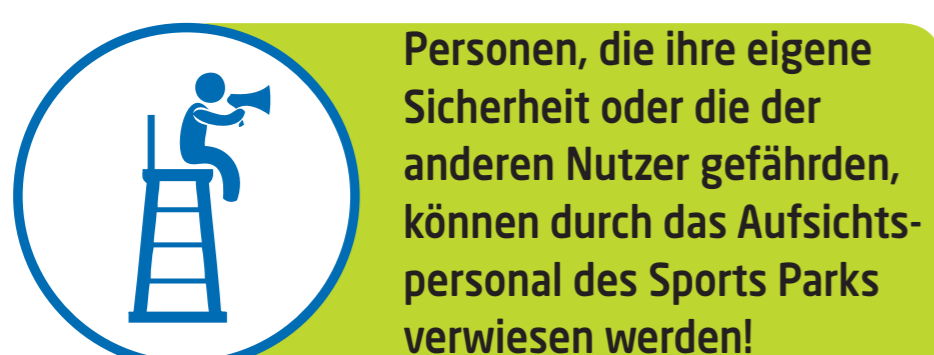 Personen, die ihre eigene
Sicherheit oder die der
anderen Nutzer gefährden,
können durch das Aufsichts-
personal des Sports Parks
verwiesen werden!